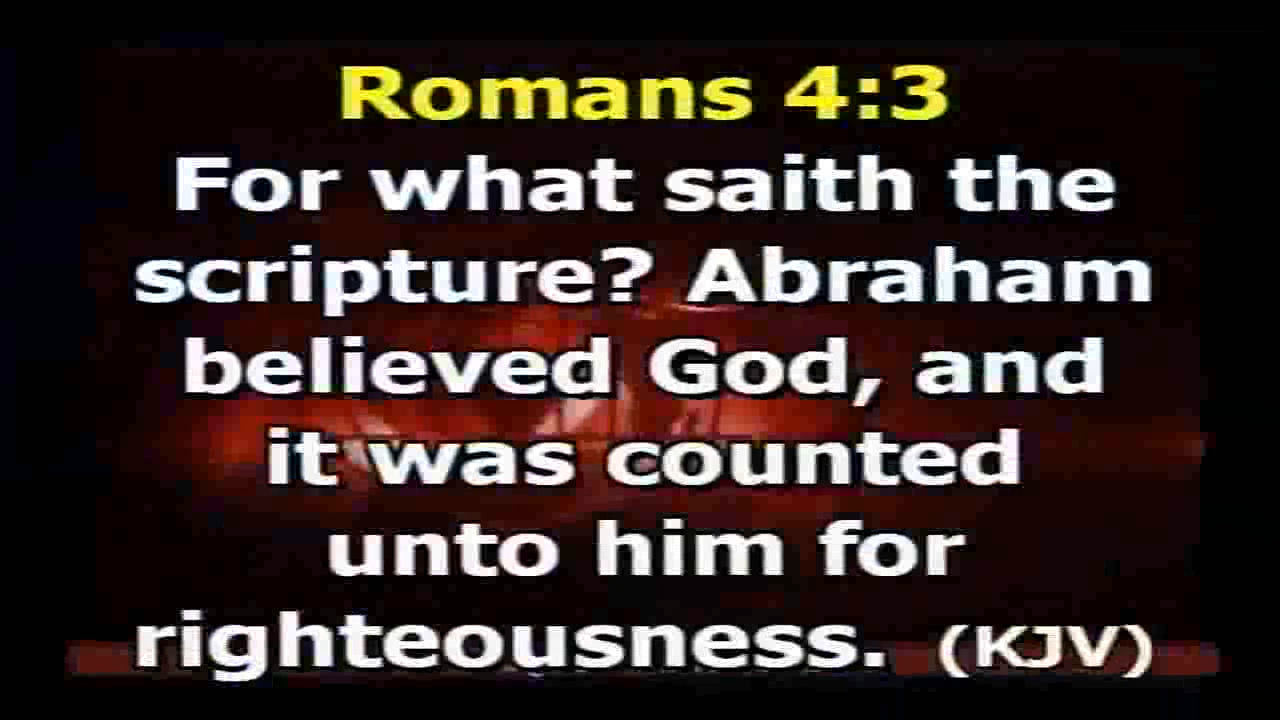 Romans 4:3
For what saith the
scripture? Abraham
believed God, and
it was counted
unto him for
righteousness. (KJV)